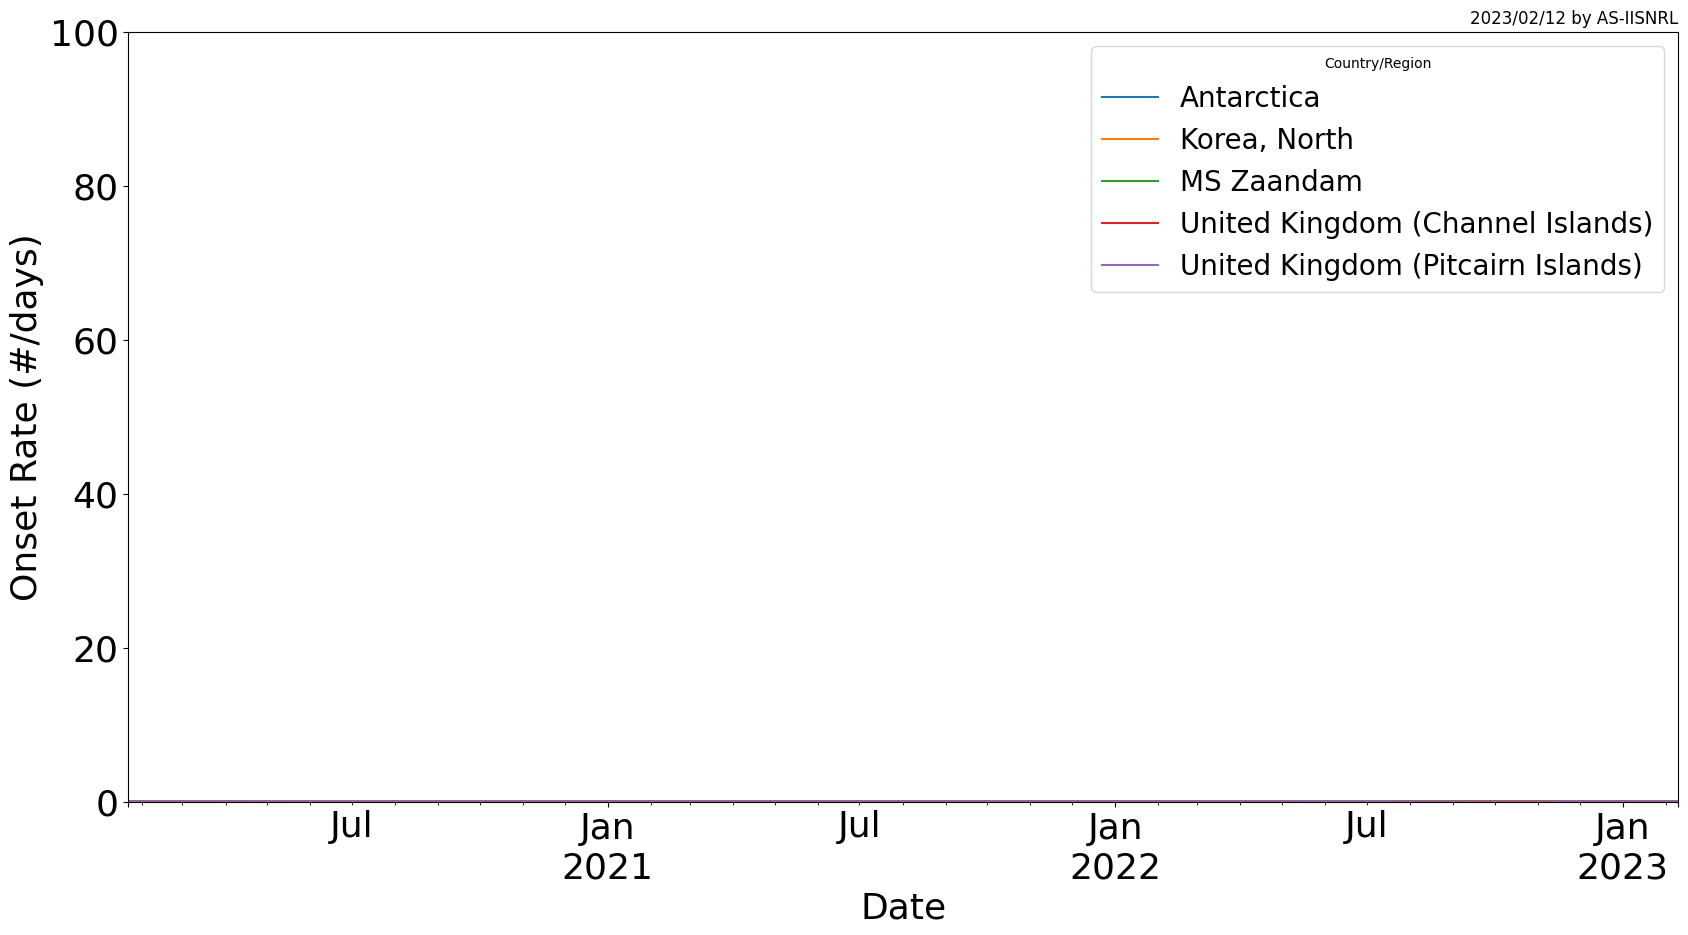 2023/02/12 by AS-IISNRL
100
80
60
40
20
0
Onset Rate (#/days)
Country/Region
Antarctica
Korea, North
MS Zaandam
United Kingdom (Channel Islands)
United Kingdom (Pitcairn Islands)
Jul
Jan
2021
Jul
Jan
2022
Jul
Jan
2023
Date